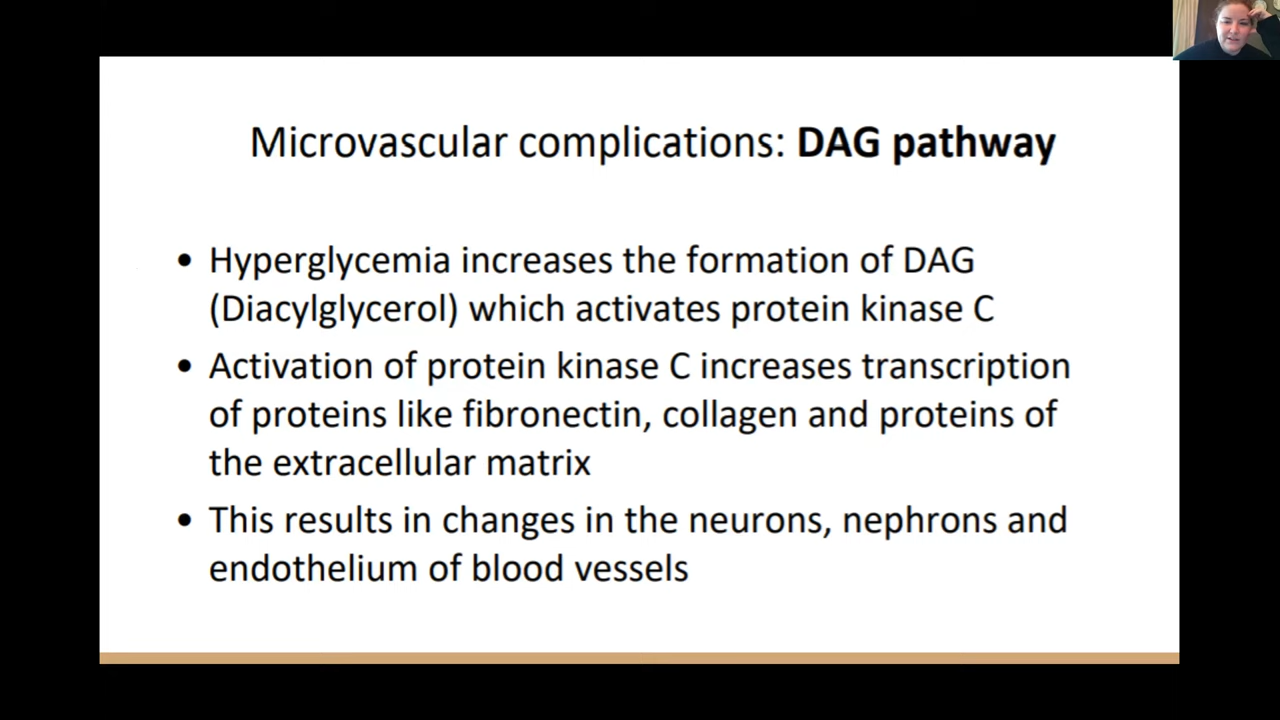 Microvascular complications: DAG pathway
• Hyperglycemia increases the formation of DAG
(Diacylglycerol) which activates protein kinase C
• Activation of protein kinase C increases transcription
of proteins like fibronectin, collagen and proteins of
the extracellular matrix
• This results in changes in the neurons, nephrons and
endothelium of blood vessels